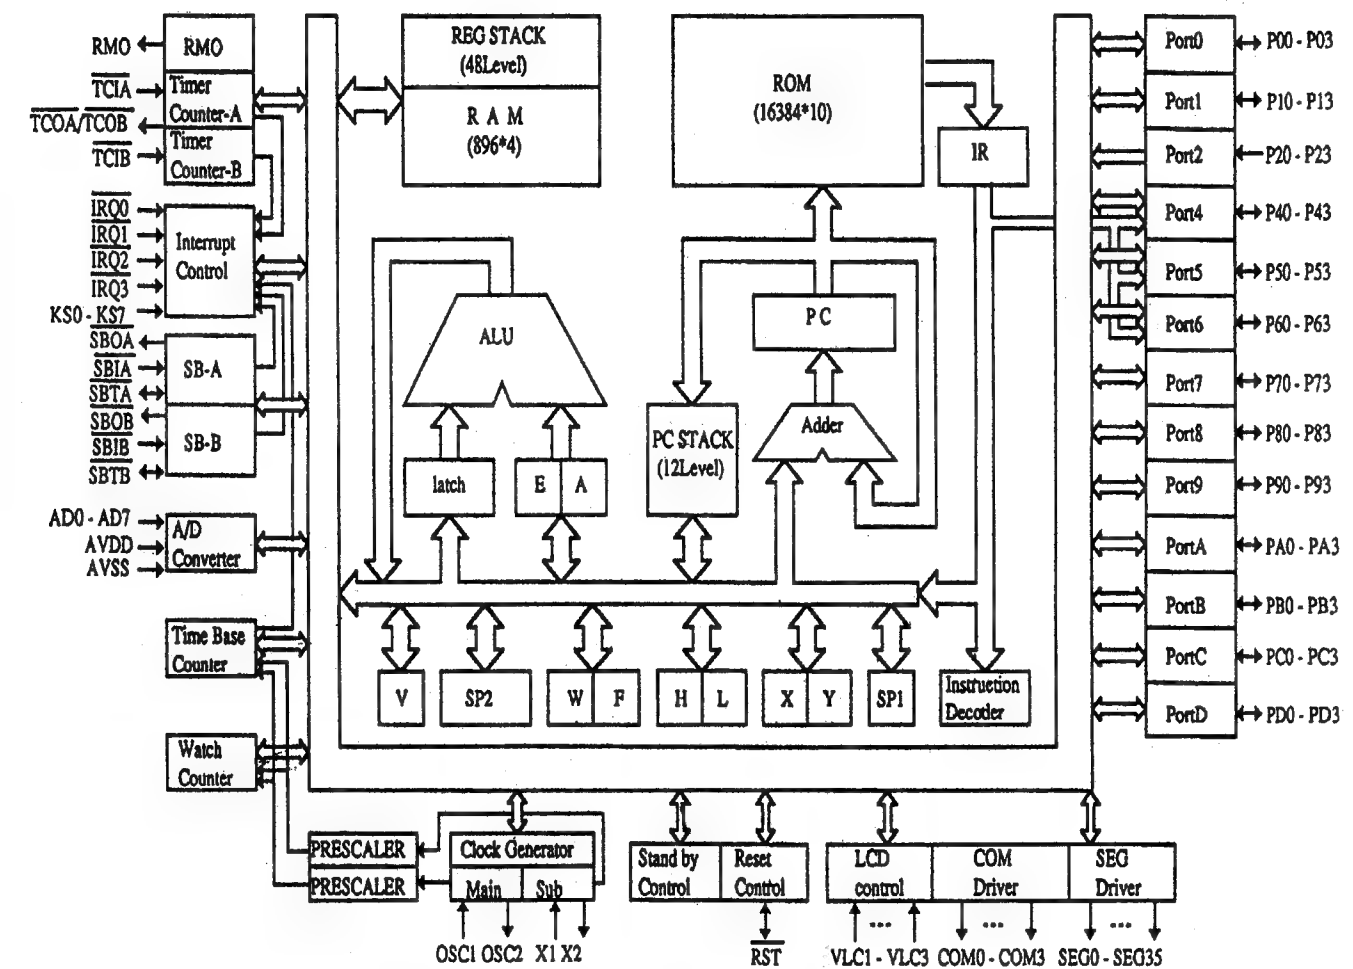 RMO
RMO
TCIA
Timer
Counter-A
TCOA/TCOB
Timer
Counter-B
TCIB
IRQ0
IRQ1
IRQ2
IRQ3
KS0 - KS7
Interrupt
Control
SBOA
SBIA
SBTA
SB-A
SBOB
SBIB
SBTB
SB-B
AD0 - AD7
AVDD
AVSS
A/D
Converter
Time Base
Counter
Watch
Counter
REG STACK
(48Level)
R A M
(896*4)
ROM
(16384*10)
IR
ALU
latch
E
A
PC
PC STACK
(12Level)
Adder
V
SP2
W
F
H
L
X
Y
SP1
Instruction
Decoder
Port0
P00 - P03
Port1
P10 - P13
Port2
P20 - P23
Port4
P40 - P43
Port5
P50 - P53
Port6
P60 - P63
Port7
P70 - P73
Port8
P80 - P83
Port9
P90 - P93
PortA
PA0 - PA3
PortB
PB0 - PB3
PortC
PC0 - PC3
PortD
PD0 - PD3
PRESCALER
PRESCALER
Clock Generator
Main
Sub
OSC1 OSC2 X1 X2
Stand by
Control
Reset
Control
RST
LCD
control
COM
Driver
SEG
Driver
... ... ...
VLC1 - VLC3 COM0 - COM3 SEG0 - SEG35